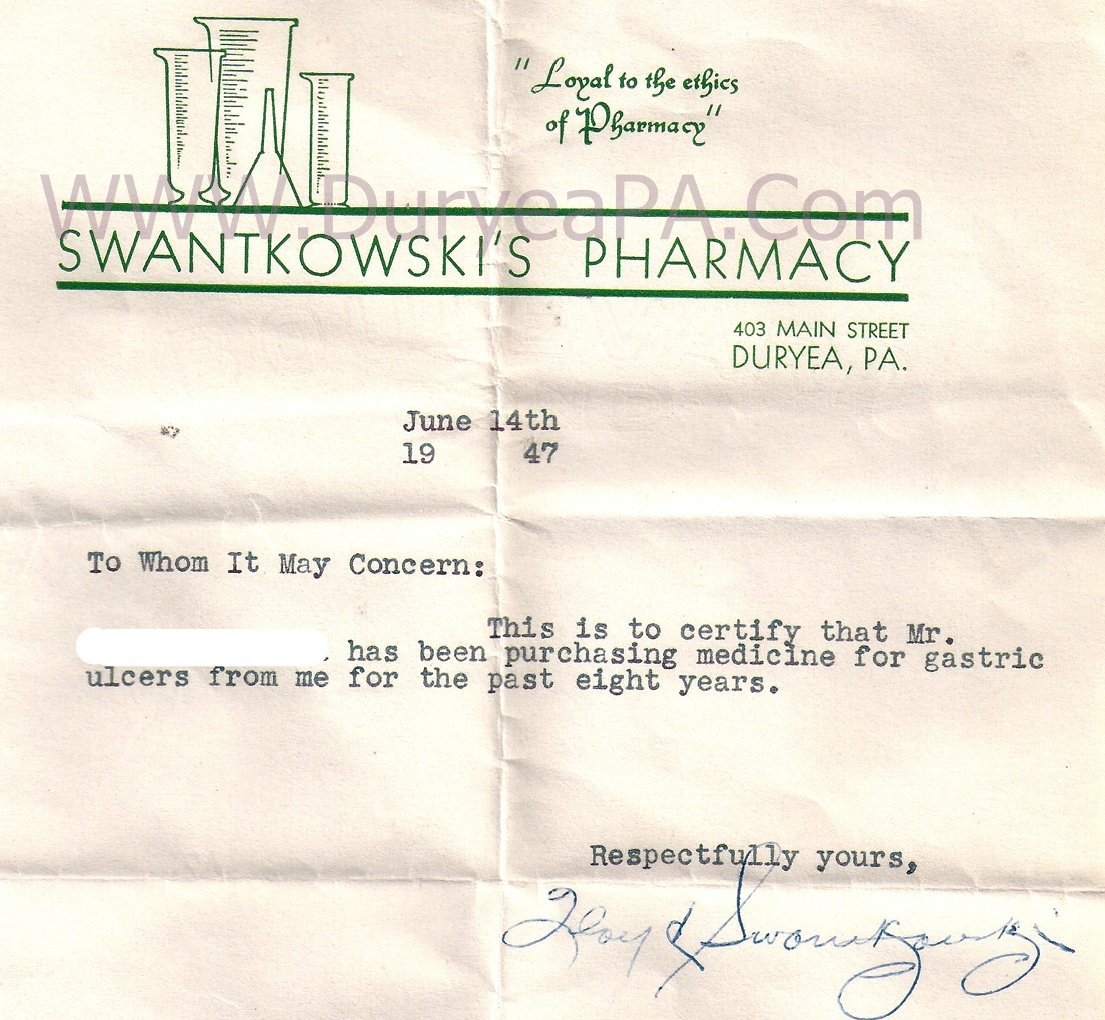 "Loyal to the ethics
of Pharmacy"
WWW.DuryeaPA.Com
SWANTKOWSKI'S PHARMACY
403 MAIN STREET
DURYEA, PA.
June 14th
19 47
To Whom It May Concern:
This is to certify that Mr.
. has been purchasing medicine for gastric
ulcers from me for the past eight years.
Respectfully yours,
Floyd Swantkowski